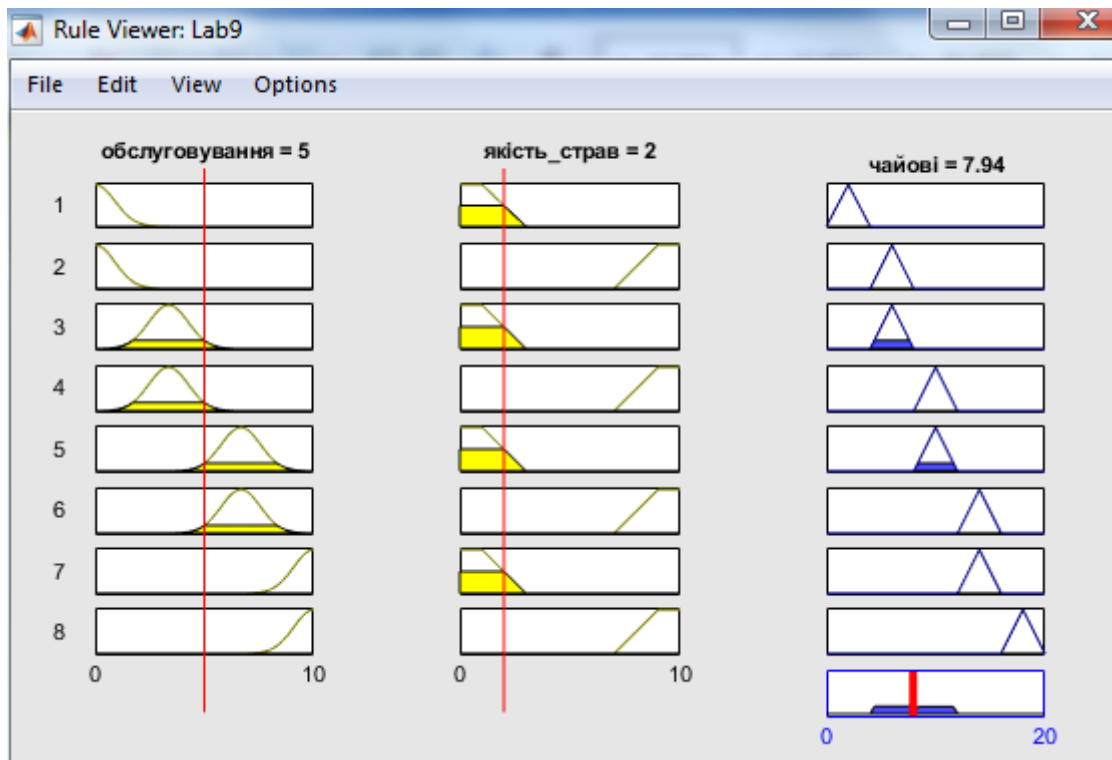 Rule Viewer: Lab9
File Edit View Options
обслуговування = 5
якість_страв = 2
чайові = 7.94
1
2
3
4
5
6
7
8
0 10
0 10
0 20